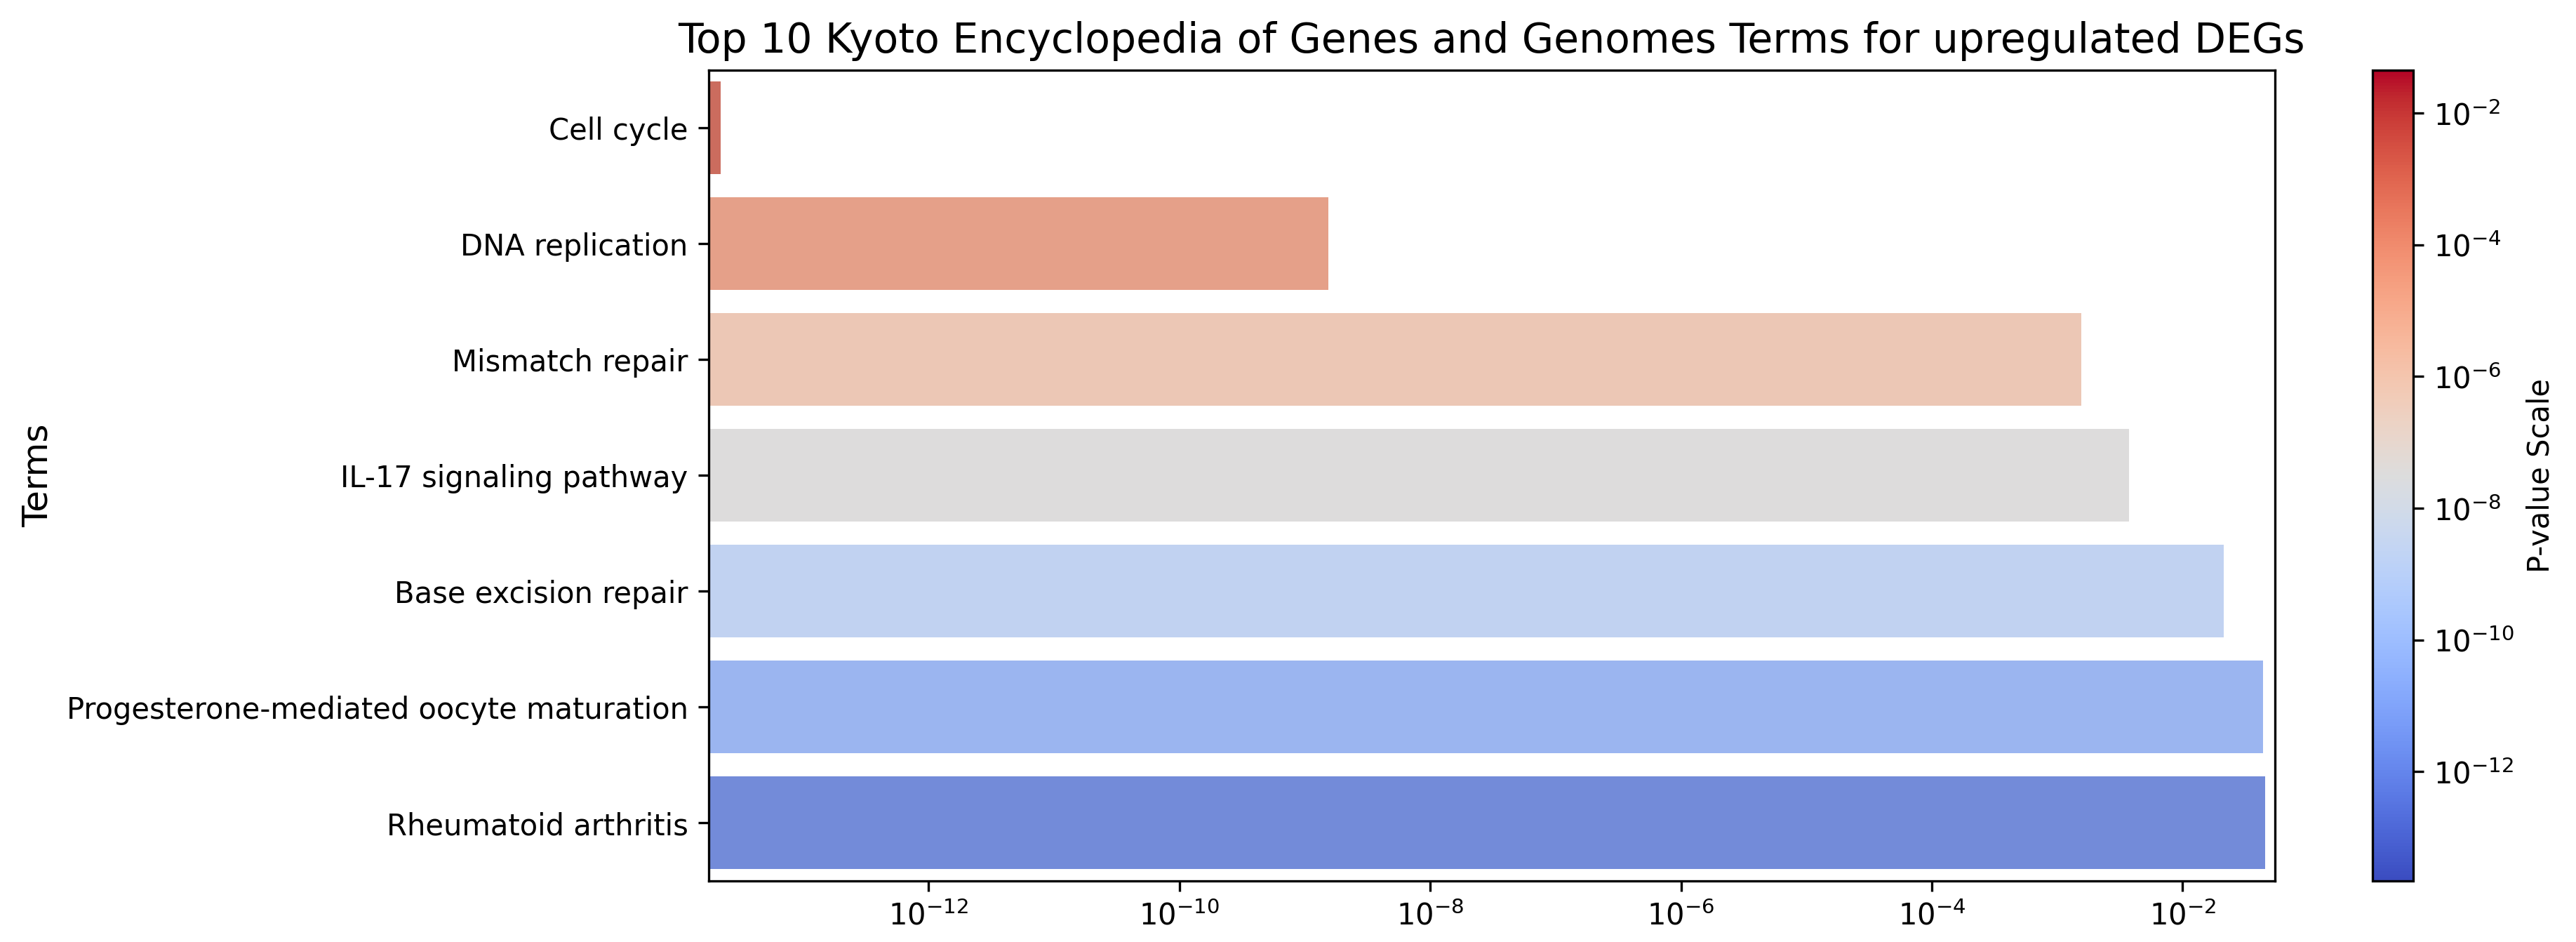 Top 10 Kyoto Encyclopedia of Genes and Genomes Terms for upregulated DEGs
Terms
Cell cycle
DNA replication
Mismatch repair
IL-17 signaling pathway
Base excision repair
Progesterone-mediated oocyte maturation
Rheumatoid arthritis
10⁻¹² 10⁻¹⁰ 10⁻⁸ 10⁻⁶ 10⁻⁴ 10⁻²
10⁻²
10⁻⁴
10⁻⁶
10⁻⁸
10⁻¹⁰
10⁻¹²
P-value Scale